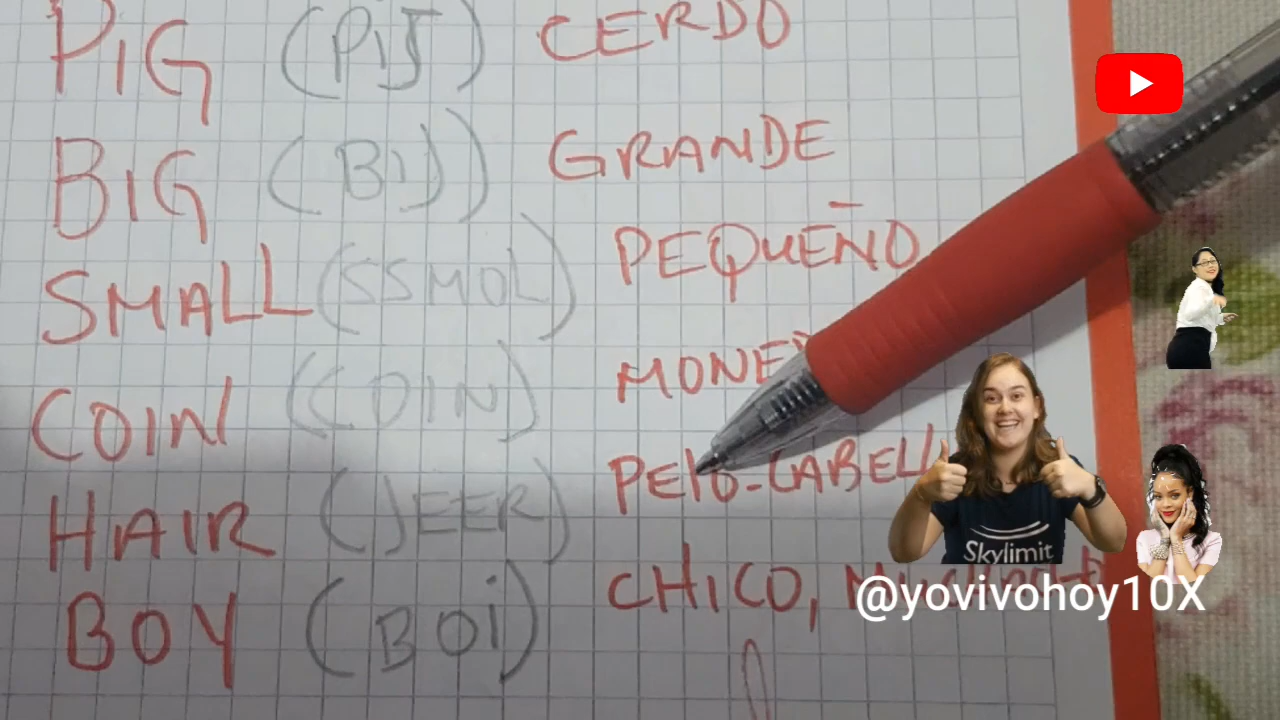 PIG (PIJ) CERDO
BIG (BIJ) GRANDE
SMALL (SSMOL) PEQUEÑO
COIN (COIN) MONED
HAIR (JEER) PELO-CABELL
BOY (BOI) CHICO,
Skylimit
@yovivohoy10X